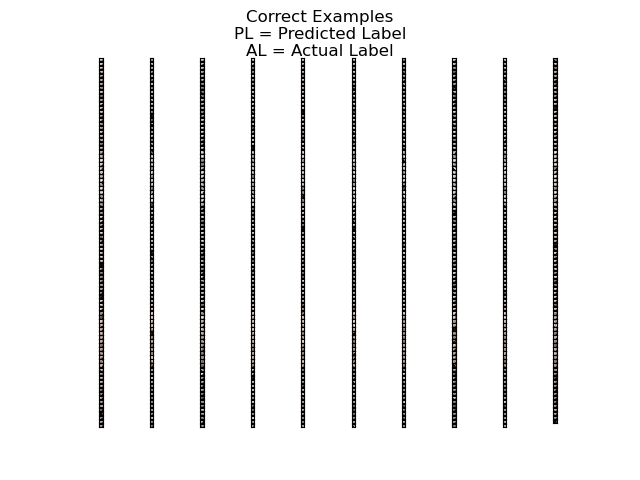 Correct Examples
PL = Predicted Label
AL = Actual Label